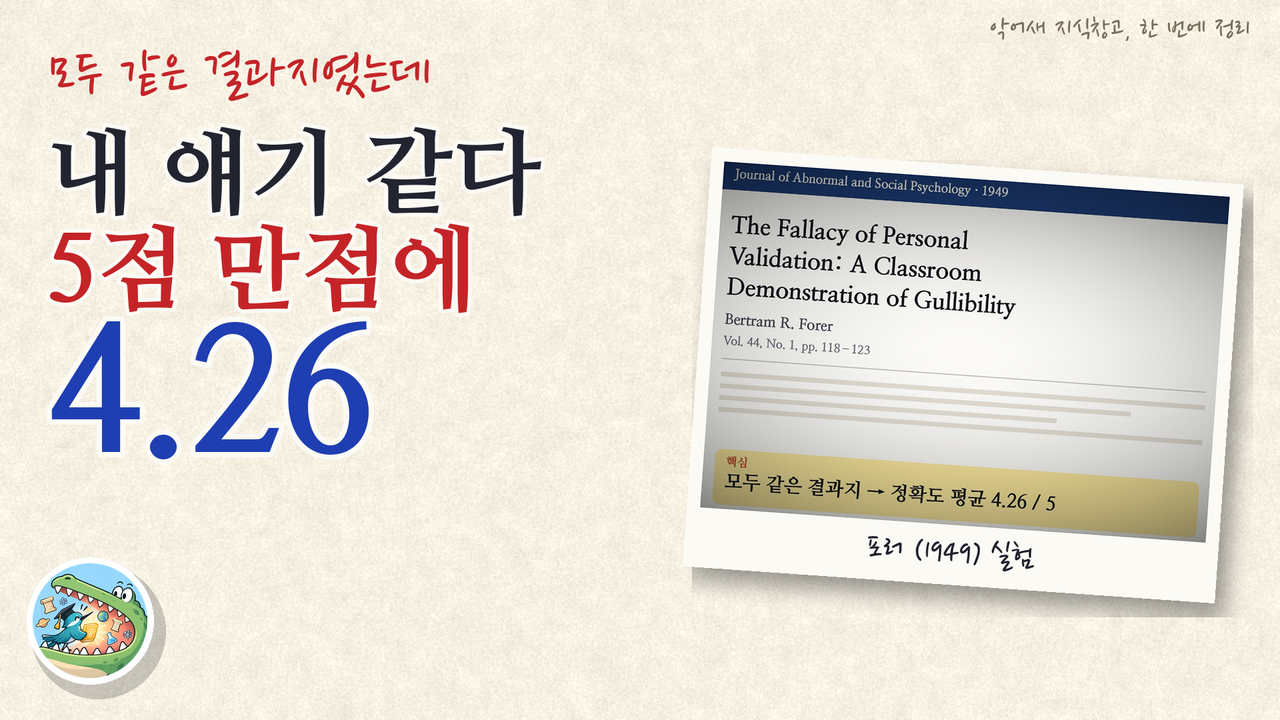 악어새 지식창고, 한 번에 정리
모두 같은 결과지였는데
내 얘기 같다
5점 만점에
4.26
Journal of Abnormal and Social Psychology · 1949
The Fallacy of Personal
Validation: A Classroom
Demonstration of Gullibility
Bertram R. Forer
Vol. 44, No. 1, pp. 118–123
핵심
모두 같은 결과지 → 정확도 평균 4.26 / 5
포러 (1949) 실험